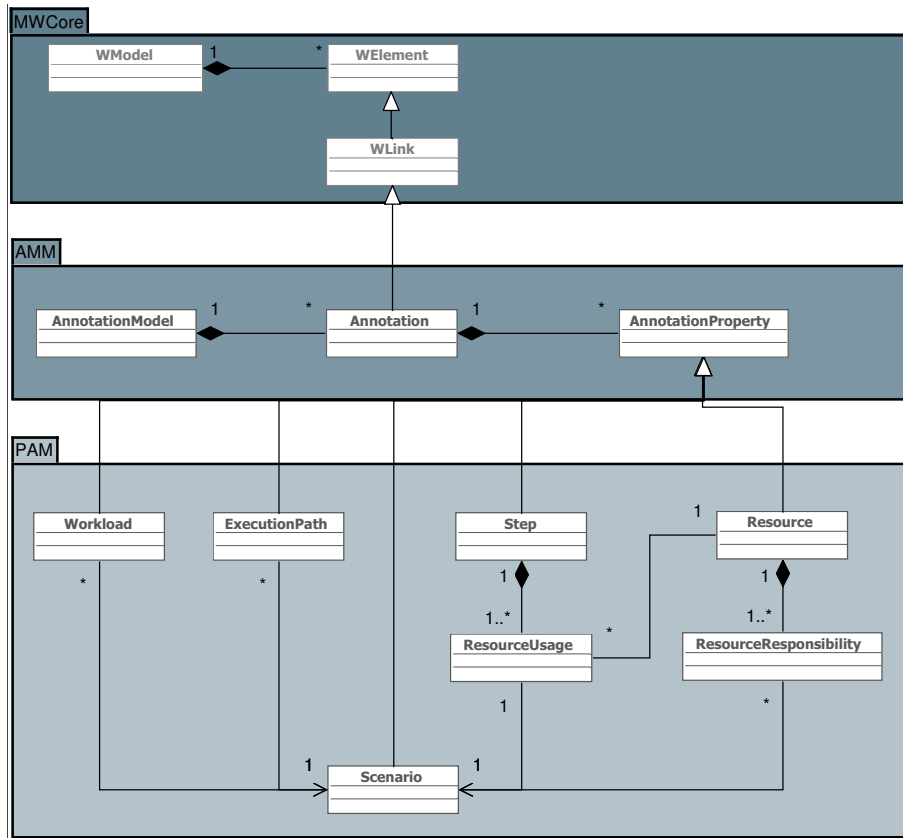 MWCore
WModel 1 * WElement
WLink
AMM
AnnotationModel 1 * Annotation 1 * AnnotationProperty
PAM
Workload ExecutionPath Step 1 Resource
* * 1 1
1..* 1..*
ResourceUsage * ResourceResponsibility
1 *
1 Scenario 1